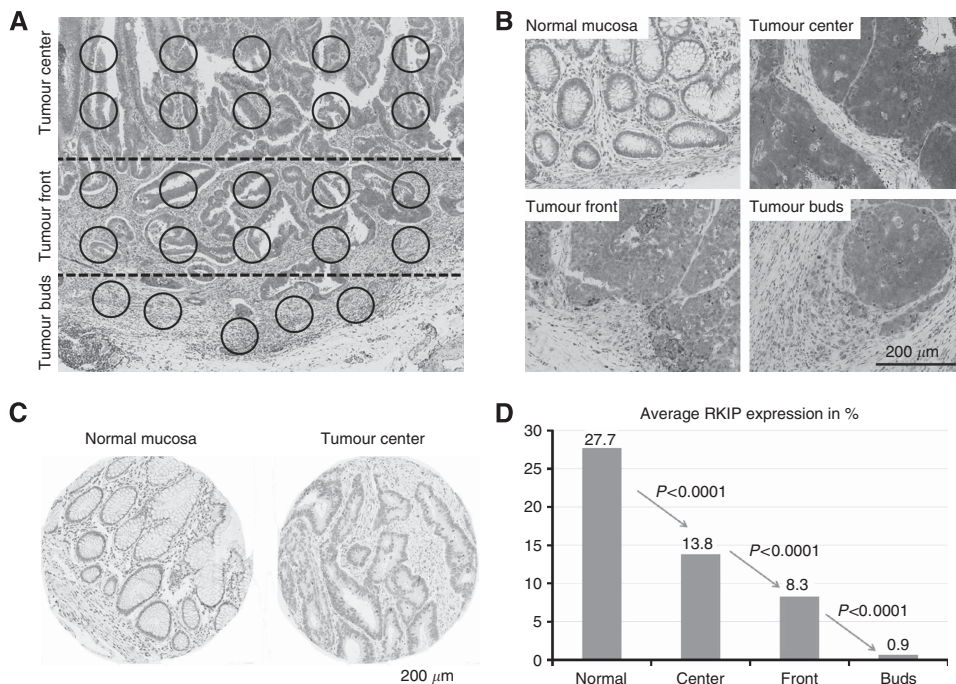 A
Tumour center
Tumour front
Tumour buds
B
Normal mucosa
Tumour center
Tumour front
Tumour buds
200 μm
C
Normal mucosa
Tumour center
200 μm
D
Average RKIP expression in %
30
25
20
15
10
5
0
27.7
P<0.0001
13.8
P<0.0001
8.3
P<0.0001
0.9
Normal
Center
Front
Buds